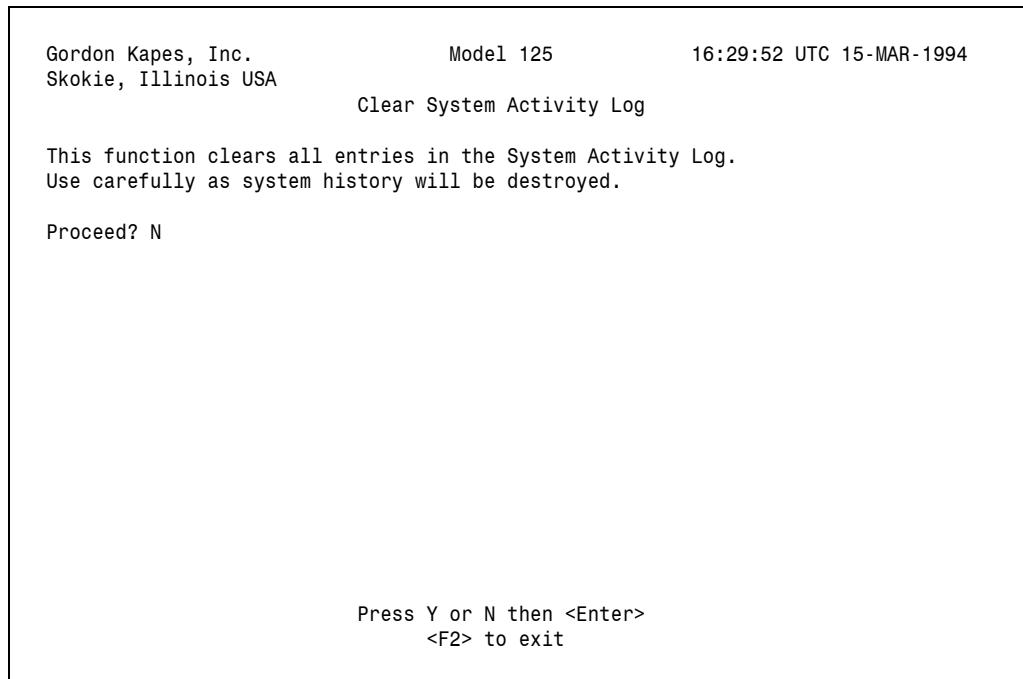 Gordon Kapes, Inc. Model 125 16:29:52 UTC 15-MAR-1994
Skokie, Illinois USA
Clear System Activity Log
This function clears all entries in the System Activity Log.
Use carefully as system history will be destroyed.
Proceed? N
Press Y or N then <Enter>
<F2> to exit